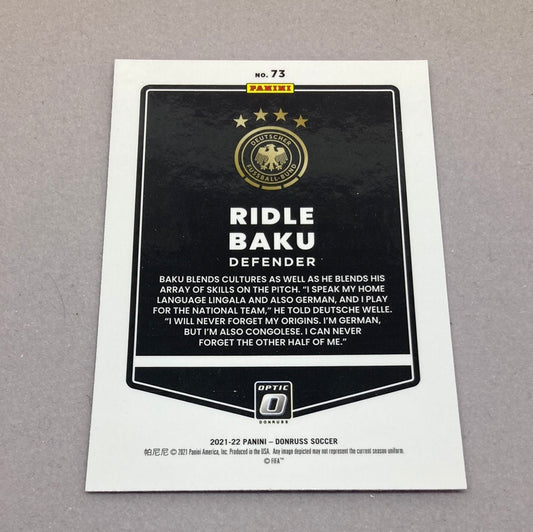 NO. 73
PANINI
DEUTSCHER
FUSSBALL-BUND
RIDLE
BAKU
DEFENDER
BAKU BLENDS CULTURES AS WELL AS HE BLENDS HIS
ARRAY OF SKILLS ON THE PITCH. “I SPEAK MY HOME
LANGUAGE LINGALA AND ALSO GERMAN, AND I PLAY
FOR THE NATIONAL TEAM,” HE TOLD DEUTSCHE WELLE.
“I WILL NEVER FORGET MY ORIGINS. I’M GERMAN,
BUT I’M ALSO CONGOLESE. I CAN NEVER
FORGET THE OTHER HALF OF ME.”
OPTIC
O
DONRUSS
2021-22 PANINI – DONRUSS SOCCER
帕尼尼 © 2021 Panini America, Inc. Produced in the USA. Any image depicted may not represent the current season uniform.
© FIFA™